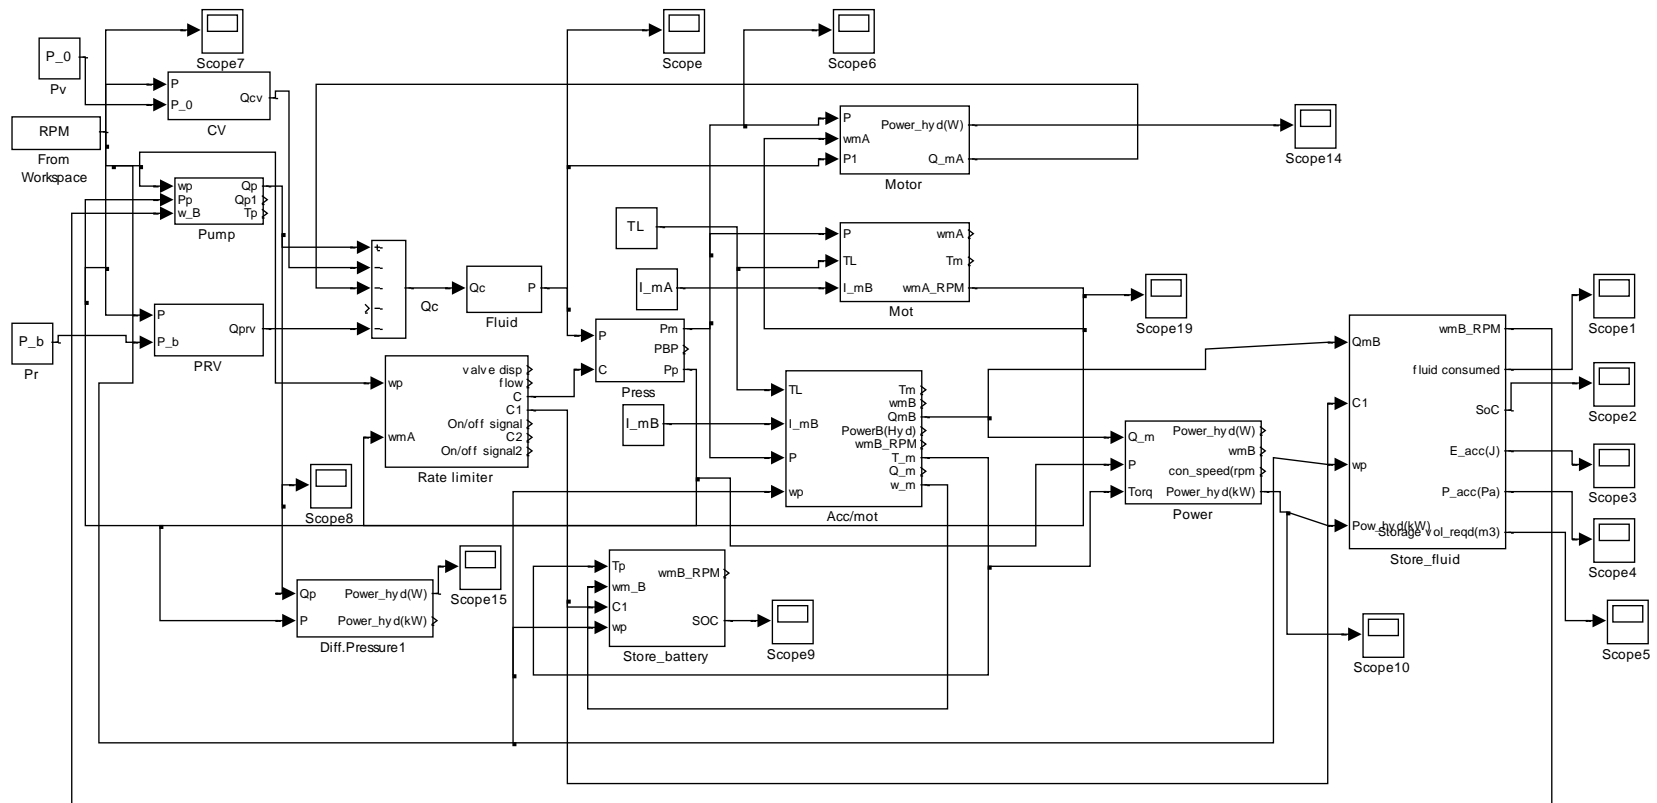 P_0
Pv
Scope7
Scope
Scope6
P
P_0
Qcv
CV
RPM
From
Workspace
P
wmA
P1
Power_hyd(W)
Q_mA
Motor
Scope14
wp
Pp
w_B
Qp
Qp1
Tp
Pump
TL
P
TL
I_mB
wmA
Tm
wmA_RPM
Mot
I_mA
Scope19
+
−
−
−
−
Qc
Qc
P
Fluid
P
P_b
Qprv
PRV
P_b
Pr
P
C
Pm
PBP
Pp
Press
wp
wmA
valve disp
flow
C
C1
On/off signal
C2
On/off signal2
Rate limiter
I_mB
TL
I_mB
P
wp
Tm
wmB
QmB
PowerB(Hyd)
wmB_RPM
T_m
Q_m
w_m
Acc/mot
Q_m
P
Torq
Power_hyd(W)
wmB
con_speed(rpm
Power_hyd(kW)
Power
QmB
C1
wp
Pow_hyd(kW)
wmB_RPM
fluid consumed
SoC
E_acc(J)
P_acc(Pa)
Storage vol_reqd(m3)
Store_fluid
Scope1
Scope2
Scope3
Scope4
Scope5
Scope8
Scope15
Qp
P
Power_hyd(W)
Power_hyd(kW)
Diff.Pressure1
Tp
wm_B
C1
wp
wmB_RPM
SOC
Store_battery
Scope9
Scope10